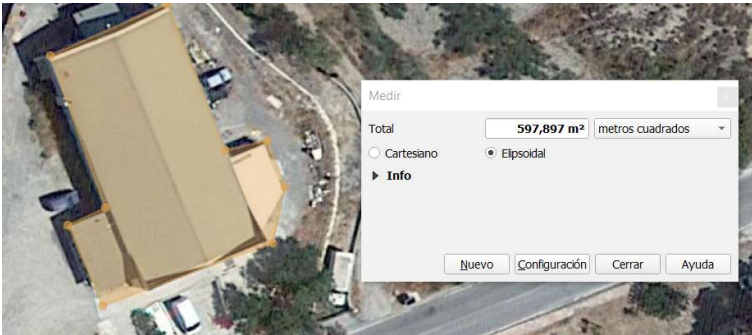 Medir
Total 597,897 m² metros cuadrados
Cartesiano Elipsoidal
Info
Nuevo Configuración Cerrar Ayuda